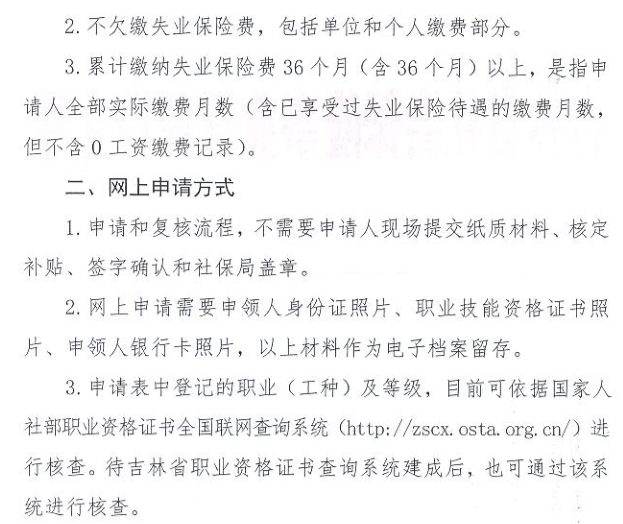 2.不欠缴失业保险费，包括单位和个人缴费部分。
3.累计缴纳失业保险费36个月（含36个月）以上，是指申
请人全部实际缴费月数（含已享受过失业保险待遇的缴费月数，
但不含0工资缴费记录）。
二、网上申请方式
1.申请和复核流程，不需要申请人现场提交纸质材料、核定
补贴、签字确认和社保局盖章。
2.网上申请需要申领人身份证照片、职业技能资格证书照
片、申领人银行卡照片，以上材料作为电子档案留存。
3.申请表中登记的职业（工种）及等级，目前可依据国家人
社部职业资格证书全国联网查询系统（http://zscx.osta.org.cn/）进
行核查。待吉林省职业资格证书查询系统建成后，也可通过该系
统进行核查。